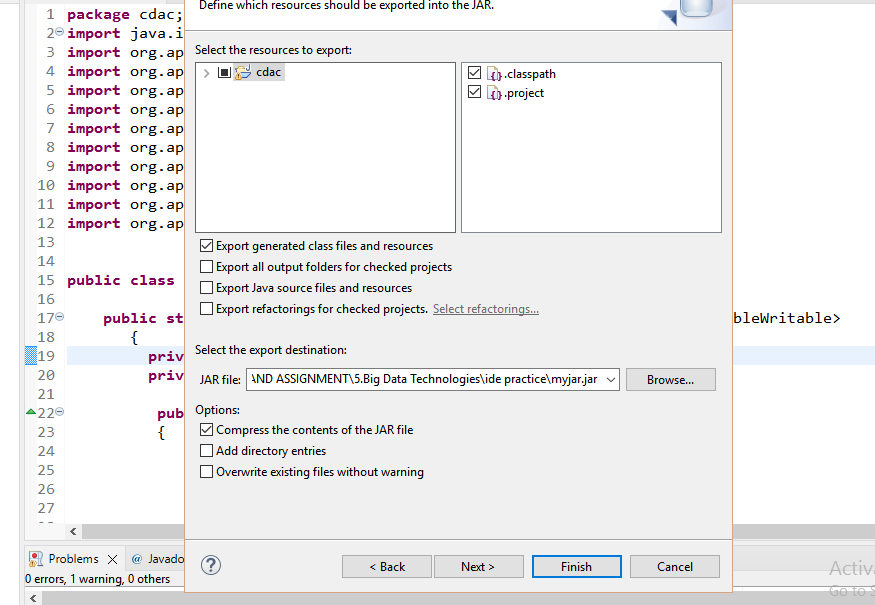 Define which resources should be exported into the JAR.
Select the resources to export:
cdac
.classpath
.project
Export generated class files and resources
Export all output folders for checked projects
Export Java source files and resources
Export refactorings for checked projects. Select refactorings...
Select the export destination:
JAR file: AND ASSIGNMENT\5.Big Data Technologies\ide practice\myjar.jar Browse...
Options:
Compress the contents of the JAR file
Add directory entries
Overwrite existing files without warning
? < Back Next > Finish Cancel
1 package cdac;
2 import java.i
3 import org.ap
4 import org.ap
5 import org.ap
6 import org.ap
7 import org.ap
8 import org.ap
9 import org.ap
10 import org.ap
11 import org.ap
12 import org.ap
13
14
15 public class
16
17 public st bleWritable>
18 {
19 priv
20 priv
21
22 pub
23 {
24
25
26
27
Problems @ Javado
0 errors, 1 warning, 0 others
Activ
Go to S